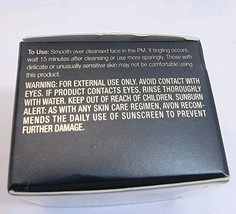 To Use: Smooth over cleansed face in the PM. If tingling occurs,
wait 15 minutes after cleansing or use more sparingly. Those with
delicate or unusually sensitive skin may not be comfortable using
this product.
WARNING: FOR EXTERNAL USE ONLY. AVOID CONTACT WITH
EYES. IF PRODUCT CONTACTS EYES, RINSE THOROUGHLY
WITH WATER. KEEP OUT OF REACH OF CHILDREN. SUNBURN
ALERT: AS WITH ANY SKIN CARE REGIMEN, AVON RECOM-
MENDS THE DAILY USE OF SUNSCREEN TO PREVENT
FURTHER DAMAGE.